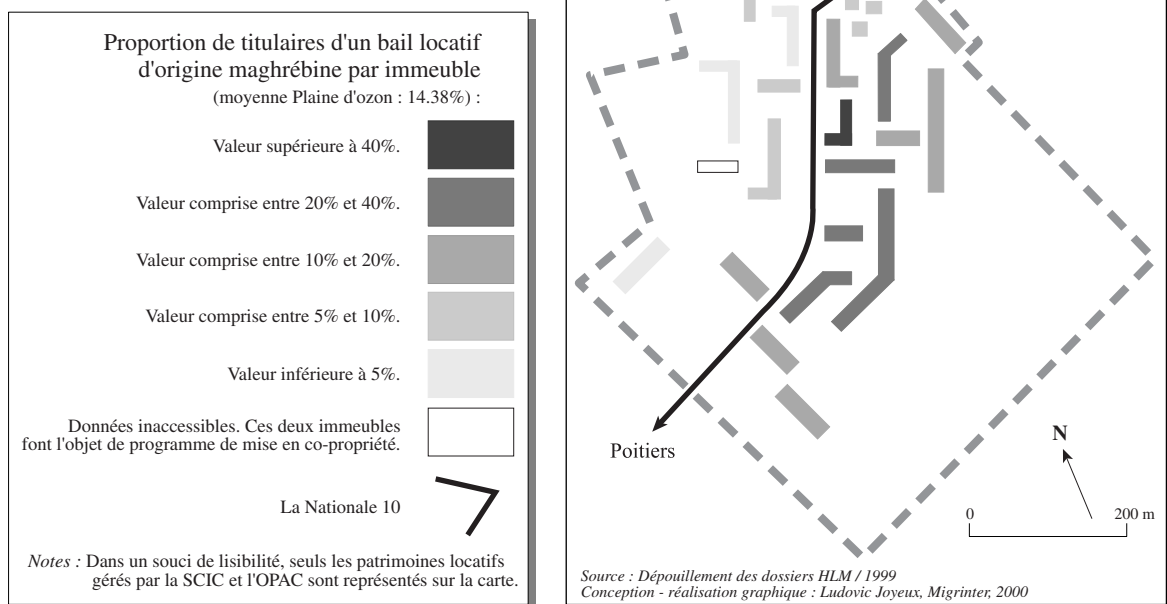 Proportion de titulaires d'un bail locatif
d'origine maghrébine par immeuble
(moyenne Plaine d'ozon : 14.38%) :
Valeur supérieure à 40%.
Valeur comprise entre 20% et 40%.
Valeur comprise entre 10% et 20%.
Valeur comprise entre 5% et 10%.
Valeur inférieure à 5%.
Données inaccessibles. Ces deux immeubles
font l'objet de programme de mise en co-propriété.
La Nationale 10
Notes : Dans un souci de lisibilité, seuls les patrimoines locatifs
gérés par la SCIC et l'OPAC sont représentés sur la carte.
Poitiers
N
0 200 m
Source : Dépouillement des dossiers HLM / 1999
Conception - réalisation graphique : Ludovic Joyeux, Migrinter, 2000